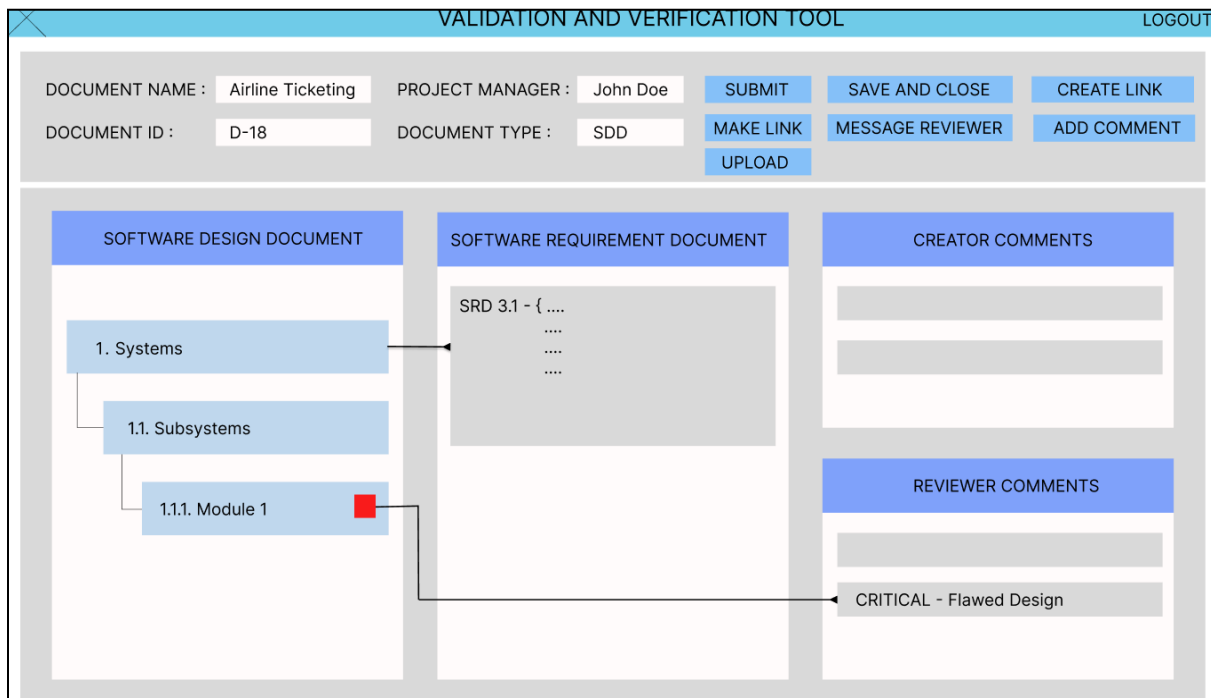 VALIDATION AND VERIFICATION TOOL
LOGOUT
DOCUMENT NAME : Airline Ticketing PROJECT MANAGER : John Doe SUBMIT SAVE AND CLOSE CREATE LINK
DOCUMENT ID : D-18 DOCUMENT TYPE : SDD MAKE LINK MESSAGE REVIEWER ADD COMMENT
UPLOAD
SOFTWARE DESIGN DOCUMENT
1. Systems
1.1. Subsystems
1.1.1. Module 1
SOFTWARE REQUIREMENT DOCUMENT
SRD 3.1 - { ....
....
....
....
CREATOR COMMENTS
REVIEWER COMMENTS
CRITICAL - Flawed Design